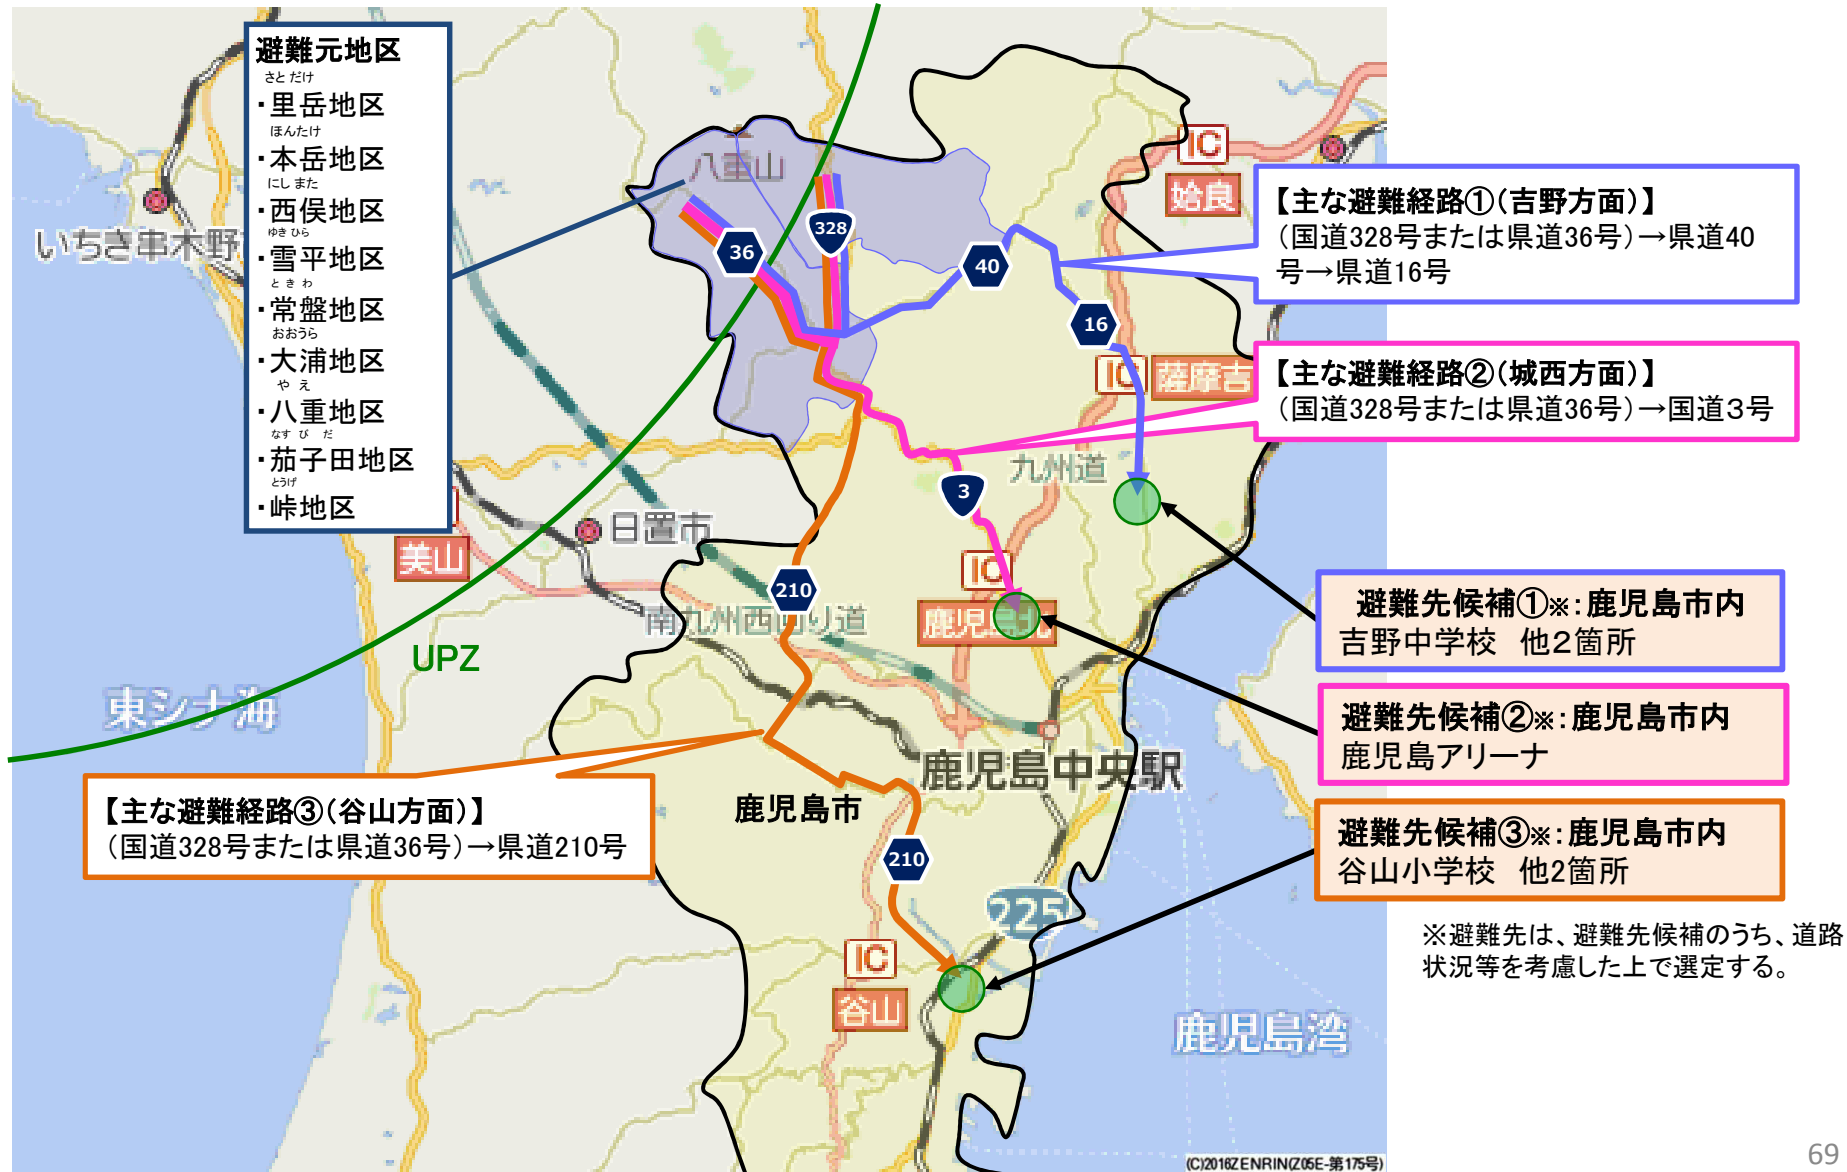 避難元地区
さと だけ
・里岳地区
ほんたけ
・本岳地区
にし また
・西俣地区
ゆき ひら
・雪平地区
と き わ
・常盤地区
おおうら
・大浦地区
や え
・八重地区
なす び だ
・茄子田地区
とうげ
・峠地区
八重山
いちき串木野
328
36
40
16
IC
姶良
【主な避難経路①(吉野方面)】
(国道328号または県道36号)→県道40
号→県道16号
IC
薩摩吉
【主な避難経路②(城西方面)】
(国道328号または県道36号)→国道3号
九州道
3
日置市
美山
IC
鹿児島北
210
南九州西回り道
UPZ
東シナ海
避難先候補①※:鹿児島市内
吉野中学校 他2箇所
避難先候補②※:鹿児島市内
鹿児島アリーナ
鹿児島中央駅
【主な避難経路③(谷山方面)】
(国道328号または県道36号)→県道210号
鹿児島市
210
避難先候補③※:鹿児島市内
谷山小学校 他2箇所
225
※避難先は、避難先候補のうち、道路
状況等を考慮した上で選定する。
IC
谷山
鹿児島湾
(C)2016ZENRIN(Z05E-第175号)
69